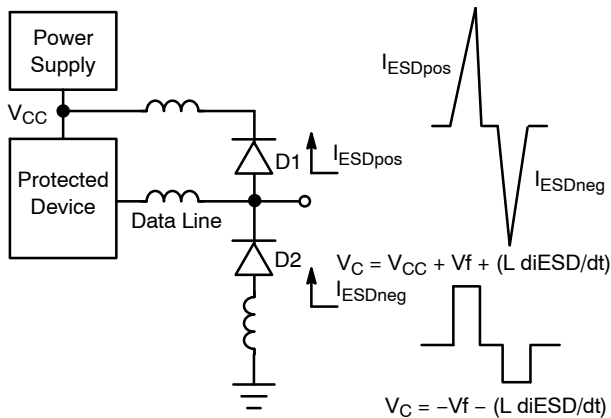 Power
Supply
V_CC
Protected
Device
Data Line
D1
I_ESDpos
D2
I_ESDneg
I_ESDpos
I_ESDneg
V_C = V_CC + Vf + (L diESD/dt)
V_C = −Vf − (L diESD/dt)